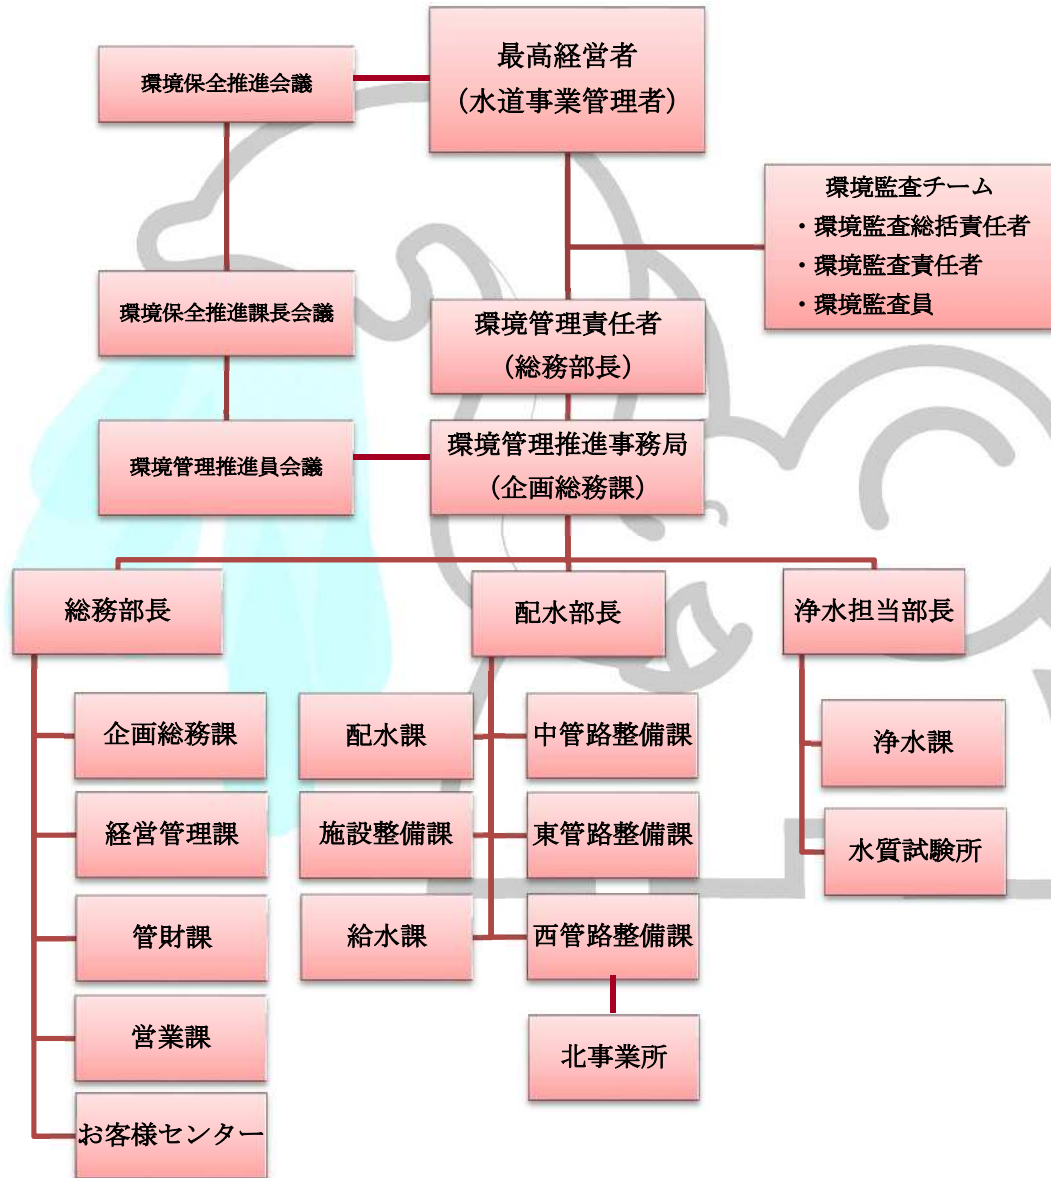 環境保全推進会議
最高経営者
（水道事業管理者）
環境監査チーム
・環境監査総括責任者
・環境監査責任者
・環境監査員
環境保全推進課長会議
環境管理責任者
（総務部長）
環境管理推進員会議
環境管理推進事務局
（企画総務課）
総務部長
配水部長
浄水担当部長
企画総務課
配水課
中管路整備課
浄水課
経営管理課
施設整備課
東管路整備課
水質試験所
管財課
給水課
西管路整備課
営業課
北事業所
お客様センター